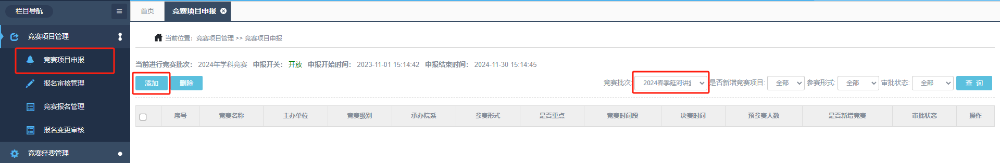 栏目导航
首页
竞赛项目申报
竞赛项目管理
竞赛项目申报
报名审核管理
竞赛报名管理
报名变更审核
竞赛经费管理
当前位置：竞赛项目管理 >> 竞赛项目申报
当前进行竞赛批次： 2024年学科竞赛 申报开关： 开放 申报开始时间： 2023-11-01 15:14:42 申报结束时间： 2024-11-30 15:14:45
添加 删除 竞赛批次: 2024春季延河讲 是否新增竞赛项目: 全部 参赛形式: 全部 审批状态: 全部 查 询
序号 竞赛名称 主办单位 竞赛级别 承办院系 参赛形式 是否重点 竞赛时间段 决赛时间 预参赛人数 是否新增竞赛 审批状态 操作